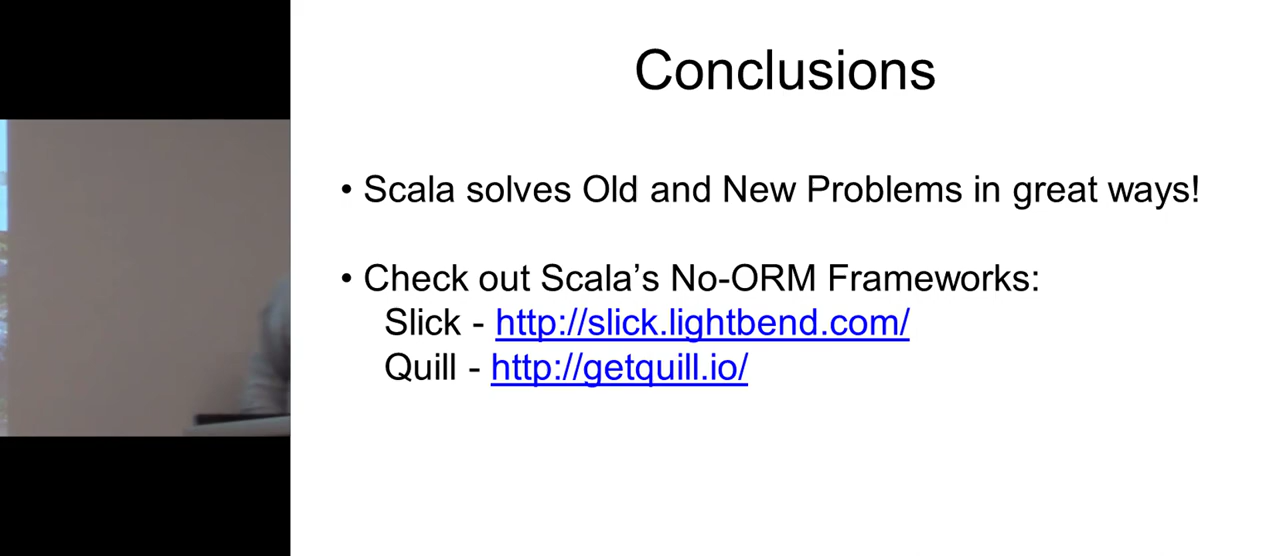 Conclusions
• Scala solves Old and New Problems in great ways!
• Check out Scala’s No-ORM Frameworks:
Slick - http://slick.lightbend.com/
Quill - http://getquill.io/